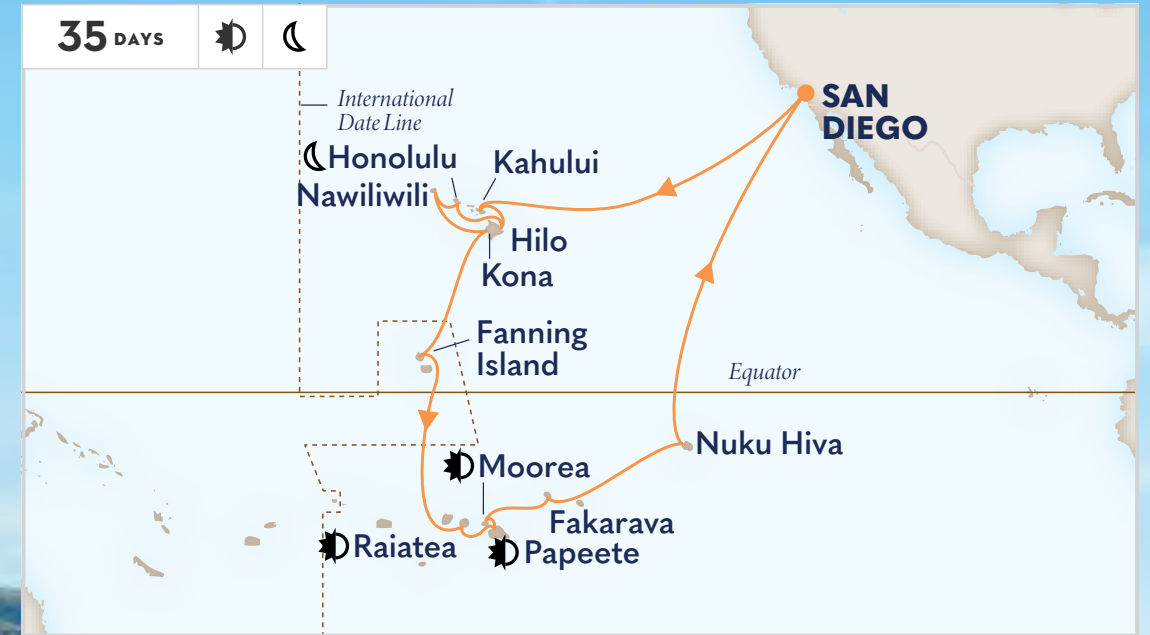 35 DAYS
International
Date Line
SAN
DIEGO
Honolulu
Kahului
Nawiliwili
Hilo
Kona
Fanning
Island
Equator
Nuku Hiva
Moorea
Fakarava
Raiatea
Papeete